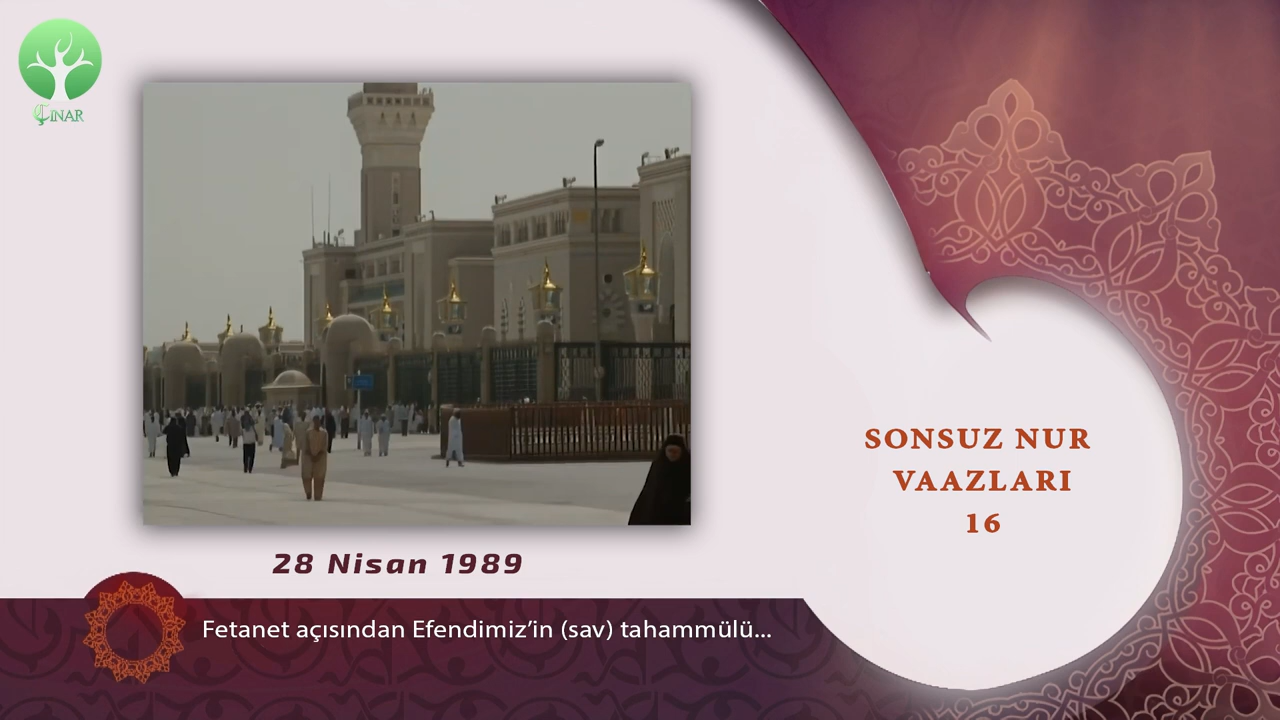 ÇINAR
SONSUZ NUR
VAAZLARI
16
28 Nisan 1989
Fetanet açısından Efendimiz’in (sav) tahammülü...